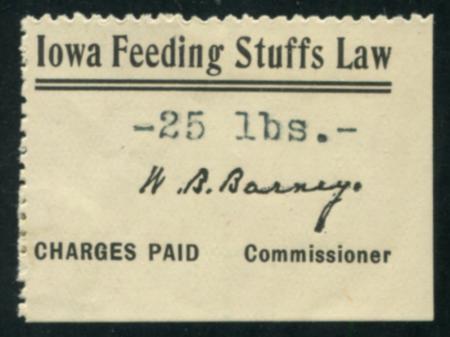 Iowa Feeding Stuffs Law
-25 lbs.-
W. B. Barney.
CHARGES PAID Commissioner